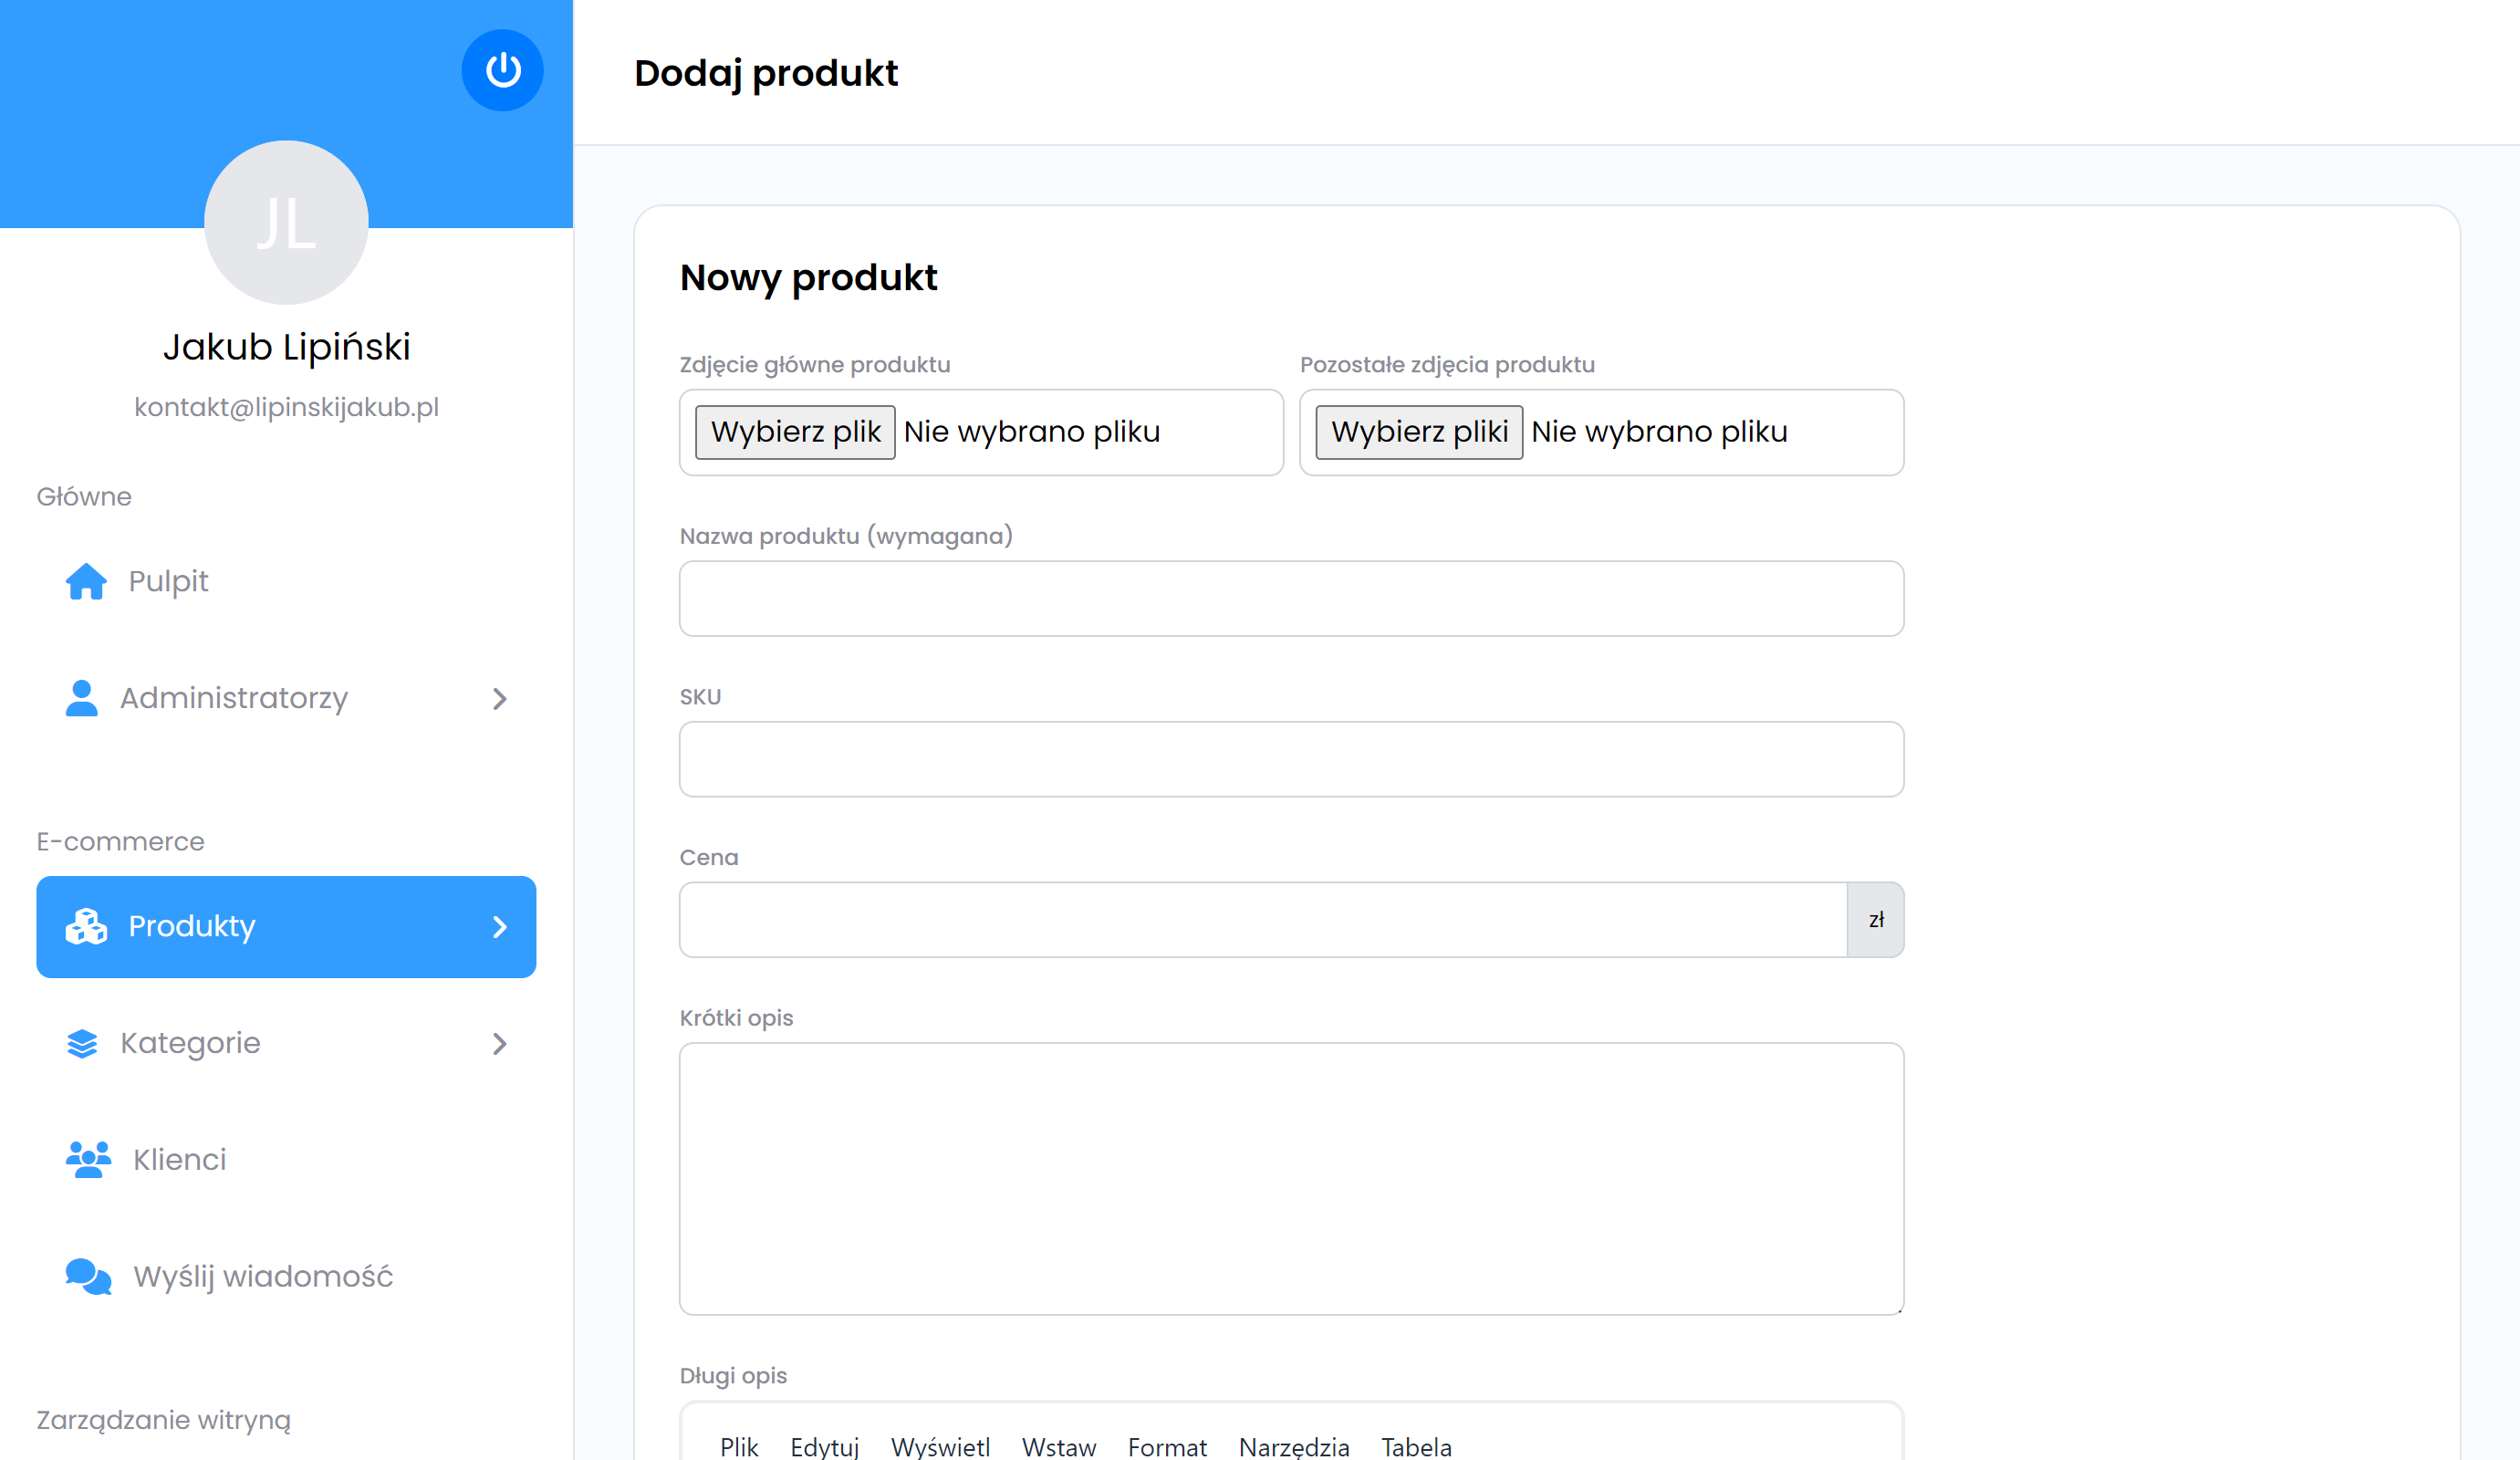 JL
Jakub Lipiński
kontakt@lipinskijakub.pl
Główne
Pulpit
Administratorzy
E-commerce
Produkty
Kategorie
Klienci
Wyślij wiadomość
Zarządzanie witryną
Dodaj produkt
Nowy produkt
Zdjęcie główne produktu
Wybierz plik Nie wybrano pliku
Pozostałe zdjęcia produktu
Wybierz pliki Nie wybrano pliku
Nazwa produktu (wymagana)
SKU
Cena
zł
Krótki opis
Długi opis
Plik Edytuj Wyświetl Wstaw Format Narzędzia Tabela